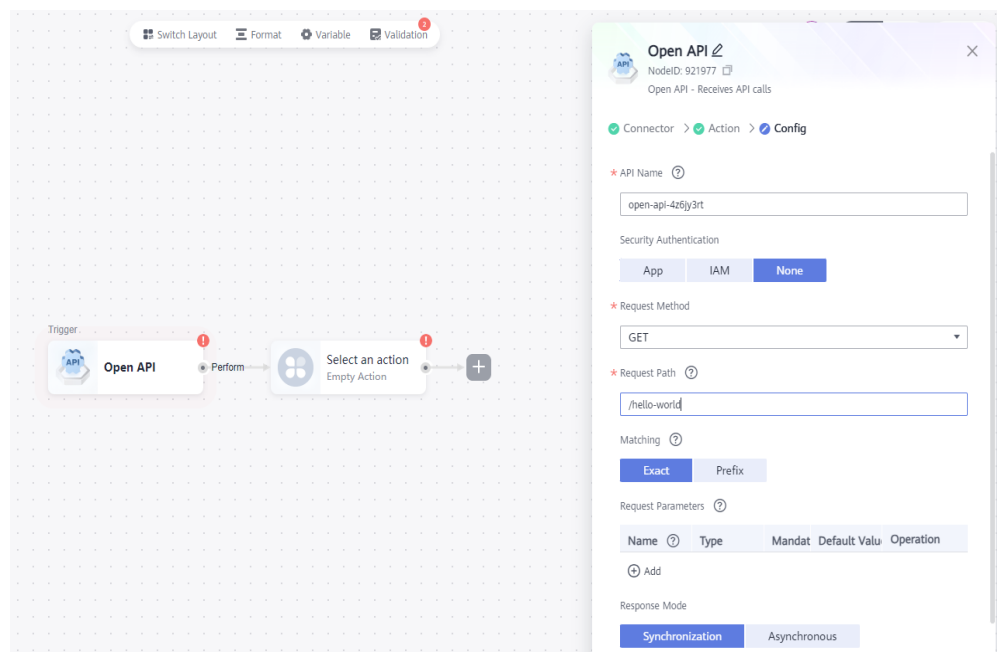 Switch Layout Format Variable Validation 2
Open API
NodeID: 921977
Open API - Receives API calls
Connector > Action > Config
* API Name ?
open-api-4z6jy3rt
Security Authentication
App IAM None
* Request Method
GET
* Request Path ?
/hello-world
Matching ?
Exact Prefix
Request Parameters ?
Name ? Type Mandat Default Valu Operation
Add
Response Mode
Synchronization Asynchronous
Trigger
API Open API ! Perform
Select an action !
Empty Action
API